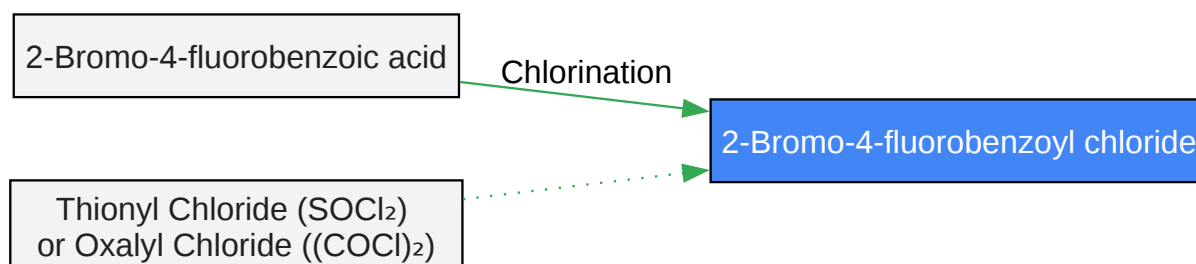 2-Bromo-4-fluorobenzoic acid
Chlorination
2-Bromo-4-fluorobenzoyl chloride
Thionyl Chloride (SOCl₂)
or Oxalyl Chloride ((COCl)₂)